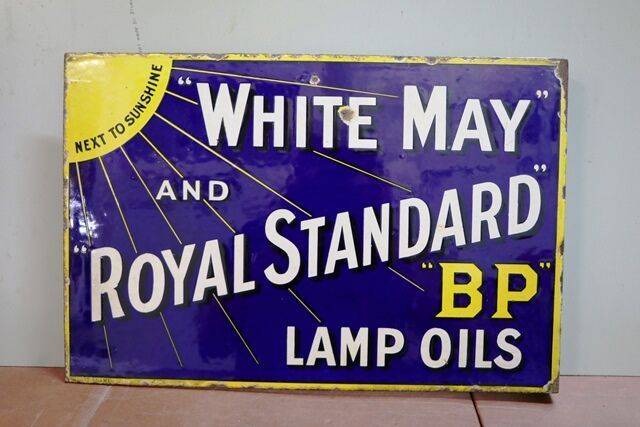 NEXT TO SUNSHINE
"WHITE MAY"
AND
"ROYAL STANDARD"
"BP"
LAMP OILS